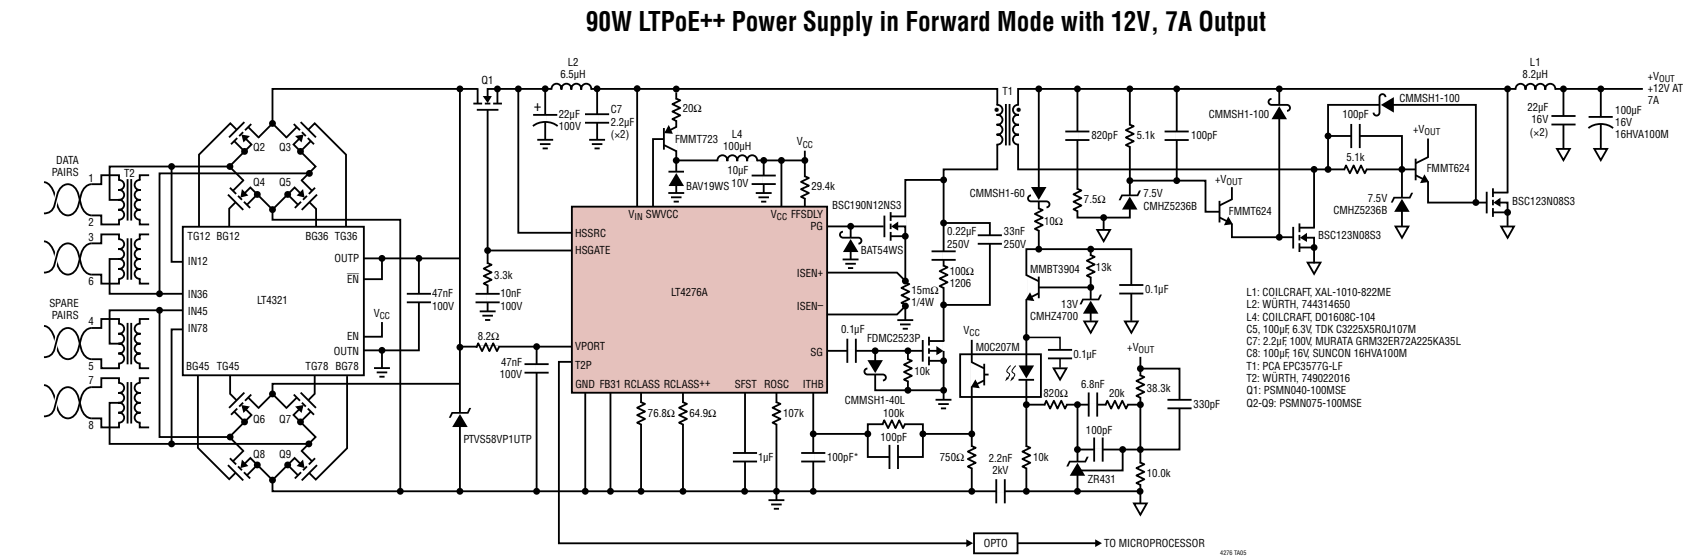 90W LTPoE++ Power Supply in Forward Mode with 12V, 7A Output
DATA
PAIRS
1
2
3
6
SPARE
PAIRS
4
5
7
8
T2
Q2
Q3
Q4
Q5
TG12 BG12
BG36 TG36
IN12
IN36
IN45
IN78
LT4321
OUTP
EN
VCC
EN
OUTN
BG45 TG45
TG78 BG78
Q6
Q7
Q8
Q9
47nF
100V
PTVS58VP1UTP
Q1
3.3k
10nF
100V
8.2Ω
47nF
100V
L2
6.5µH
+
22µF
100V
C7
2.2µF
(×2)
20Ω
FMMT723
L4
100µH
BAV19WS
10µF
10V
VCC
29.4k
VIN SWVCC
VCC FFSDLY
HSSRC
HSGATE
PG
ISEN+
LT4276A
ISEN–
VPORT
T2P
SG
GND FB31 RCLASS RCLASS++ SFST ROSC ITHB
76.8Ω
64.9Ω
1µF
107k
100pF*
BSC190N12NS3
BAT54WS
15mΩ
1/4W
0.1µF
FDMC2523P
10k
CMMSH1-40L
100k
100pF
0.22µF
250V
33nF
250V
100Ω
1206
T1
CMMSH1-60
10Ω
MMBT3904
13k
13V
CMHZ4700
0.1µF
VCC
MOC207M
0.1µF
750Ω
2.2nF
2kV
10k
820Ω
6.8nF
20k
100pF
ZR431
+VOUT
38.3k
330pF
10.0k
820pF
7.5Ω
5.1k
7.5V
CMHZ5236B
100pF
+VOUT
FMMT624
CMMSH1-100
BSC123N08S3
CMMSH1-100
100pF
5.1k
+VOUT
FMMT624
7.5V
CMHZ5236B
BSC123N08S3
L1
8.2µH
22µF
16V
(×2)
+
100µF
16V
16HVA100M
+VOUT
+12V AT
7A
L1: COILCRAFT, XAL-1010-822ME
L2: WÜRTH, 744314650
L4: COILCRAFT, DO1608C-104
C5, 100µF, 6.3V, TDK C3225X5R0J107M
C7: 2.2µF, 100V, MURATA GRM32ER72A225KA35L
C8: 100µF, 16V, SUNCON 16HVA100M
T1: PCA EPC3577G-LF
T2: WÜRTH, 749022016
Q1: PSMN040-100MSE
Q2-Q9: PSMN075-100MSE
OPTO
TO MICROPROCESSOR
4276 TA05